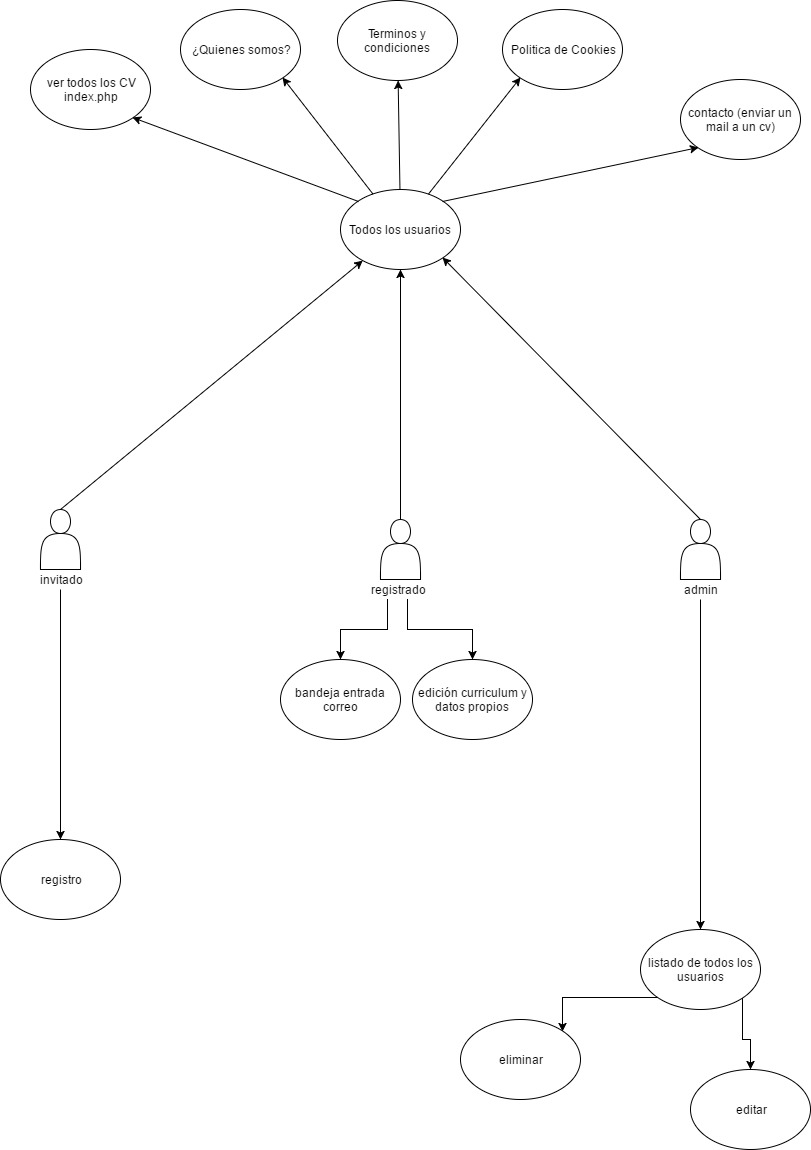 Terminos y
condiciones
¿Quienes somos?
Politica de Cookies
ver todos los CV
index.php
contacto (enviar un
mail a un cv)
Todos los usuarios
invitado
registrado
admin
bandeja entrada
correo
edición curriculum y
datos propios
registro
listado de todos los
usuarios
eliminar
editar